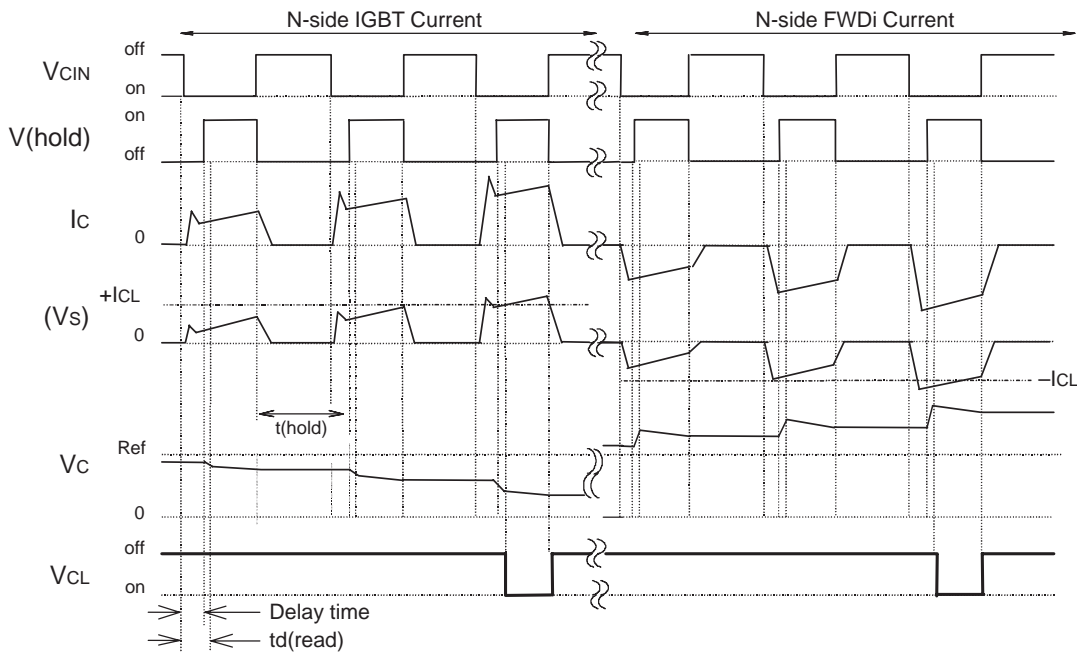 N-side IGBT Current
N-side FWDi Current
VCIN
off
on
V(hold)
on
off
IC
0
+ICL
(VS)
0
–ICL
t(hold)
Ref
VC
0
VCL
off
on
Delay time
td(read)